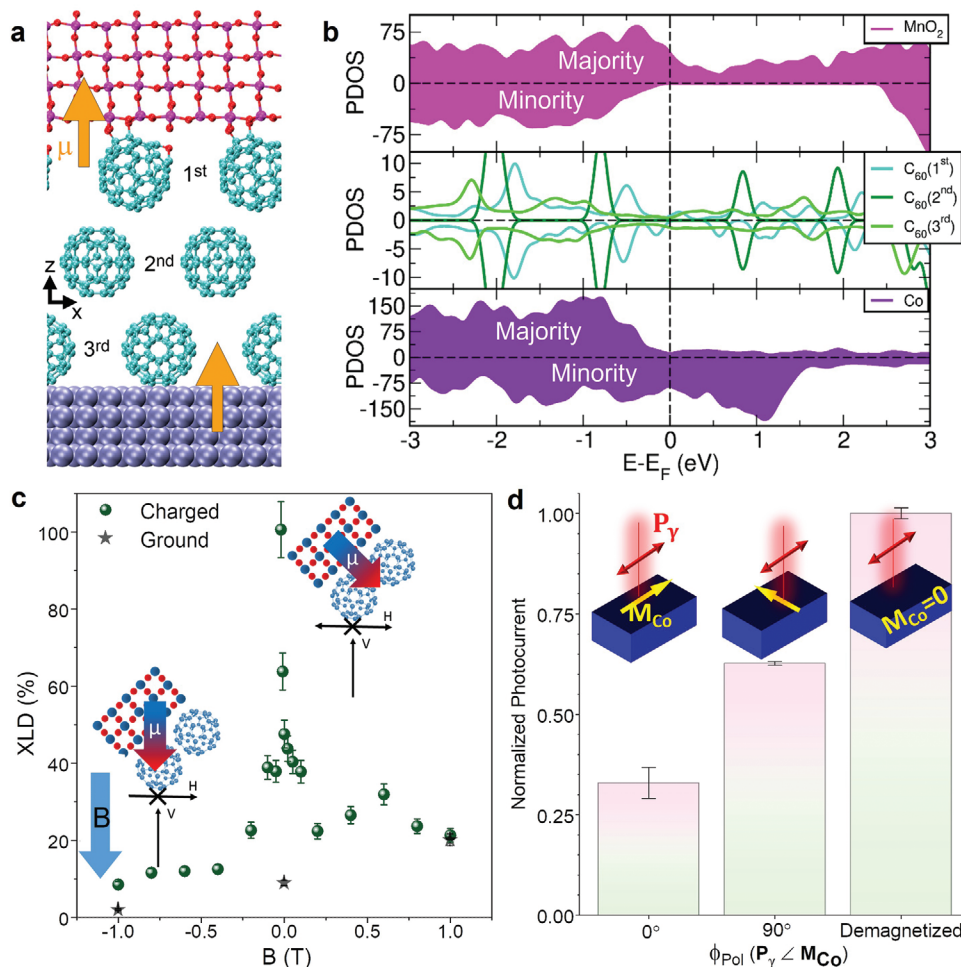 a
μ
1st
2nd
z
x
3rd
b
PDOS
75
0
-75
Majority
Minority
MnO2
PDOS
10
5
0
5
10
C60(1st)
C60(2nd)
C60(3rd)
PDOS
150
75
0
-75
-150
Majority
Minority
Co
-3 -2 -1 0 1 2 3
E-EF (eV)
c
Charged
Ground
XLD (%)
100
80
60
40
20
0
μ
H
V
μ
H
V
B
-1.0 -0.5 0.0 0.5 1.0
B (T)
d
Normalized Photocurrent
1.00
0.75
0.50
0.25
0.00
Pγ
MCo
MCo=0
0° 90° Demagnetized
ϕPol (Pγ ∠ MCo)